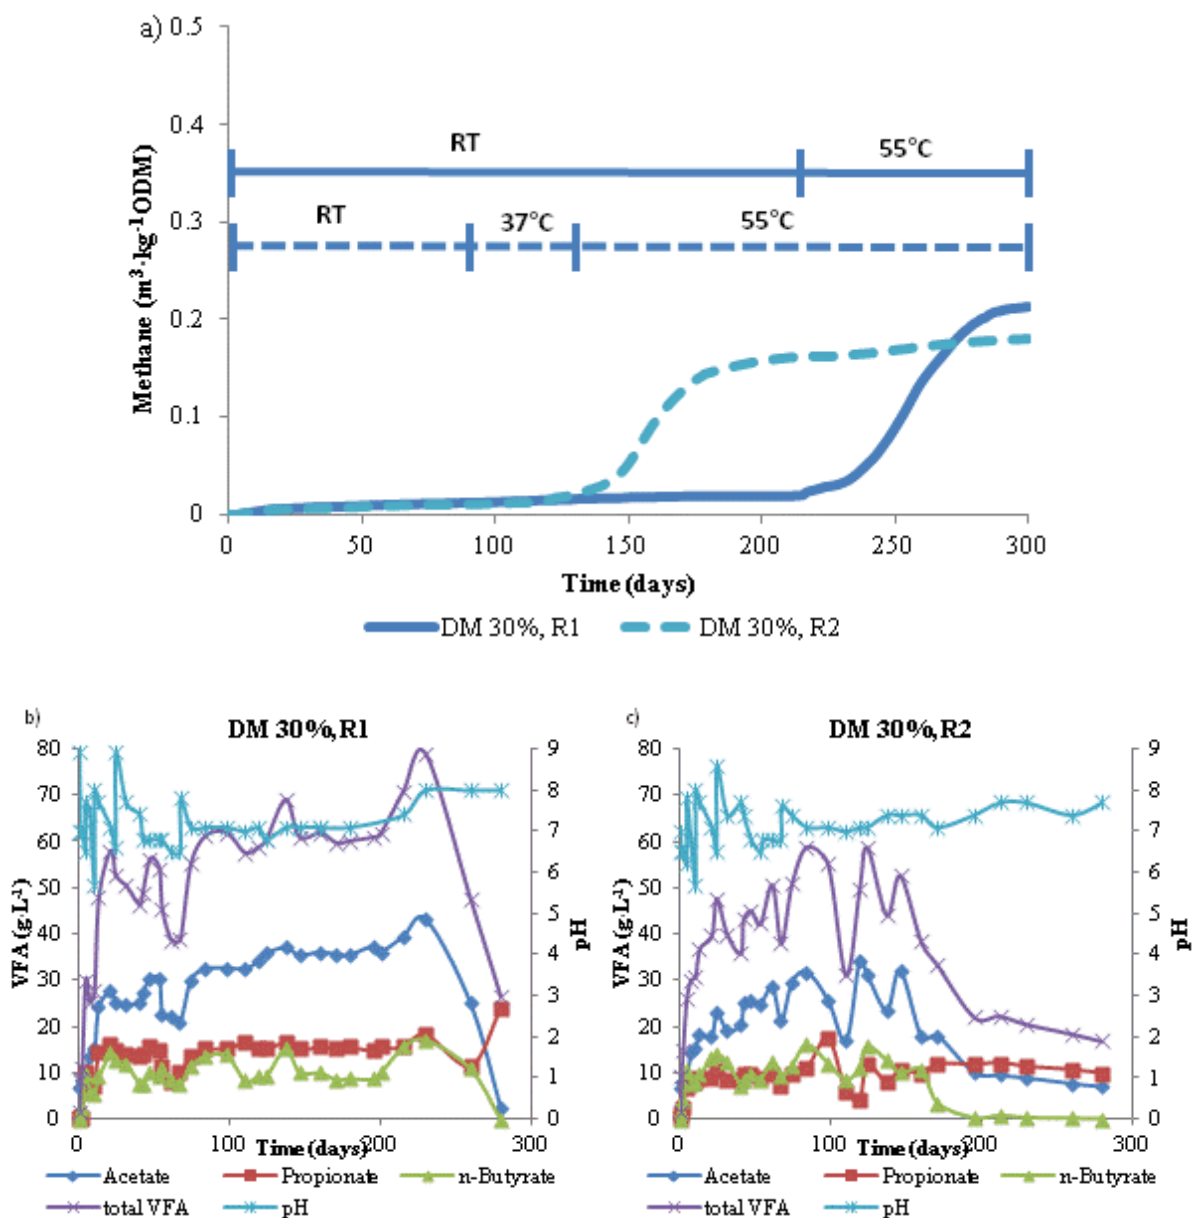 a)
0.5
0.4
0.3
0.2
0.1
0
Methane (m³·kg⁻¹ODM)
RT
55°C
RT
37°C
55°C
0
50
100
150
200
250
300
Time (days)
DM 30%, R1
DM 30%, R2
b)
DM 30%, R1
80
70
60
50
40
30
20
10
0
VFA (g·L⁻¹)
9
8
7
6
5
4
3
2
1
0
pH
0
100
200
300
Time (days)
Acetate
Propionate
n-Butyrate
total VFA
pH
c)
DM 30%, R2
80
70
60
50
40
30
20
10
0
VFA (g·L⁻¹)
9
8
7
6
5
4
3
2
1
0
pH
0
100
200
300
Time (days)
Acetate
Propionate
n-Butyrate
total VFA
pH